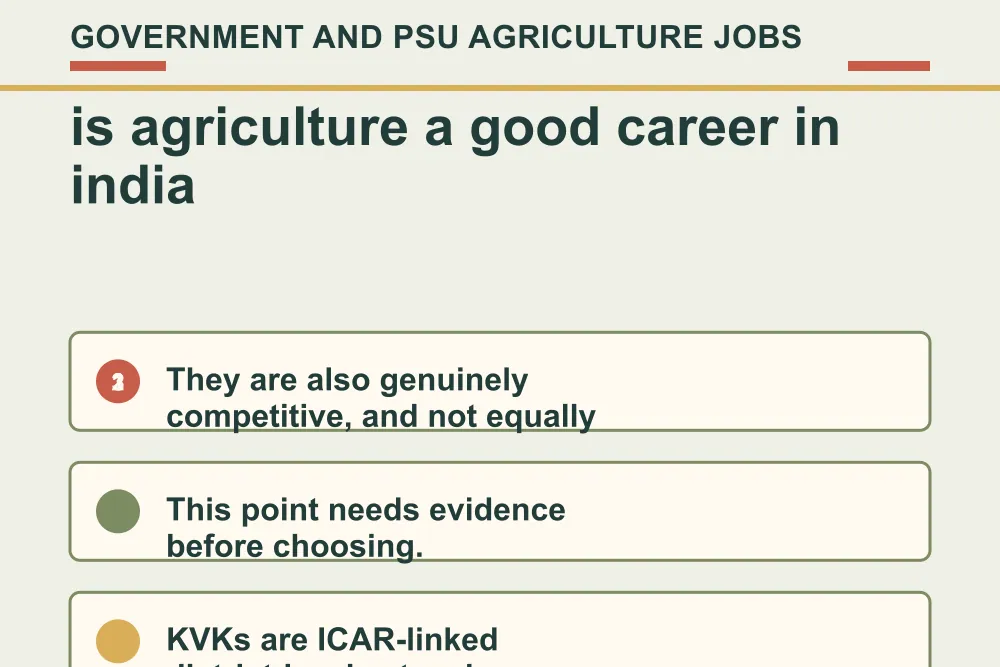 GOVERNMENT AND PSU AGRICULTURE JOBS
is agriculture a good career in
india
They are also genuinely
competitive, and not equally
This point needs evidence
before choosing.
KVKs are ICAR-linked